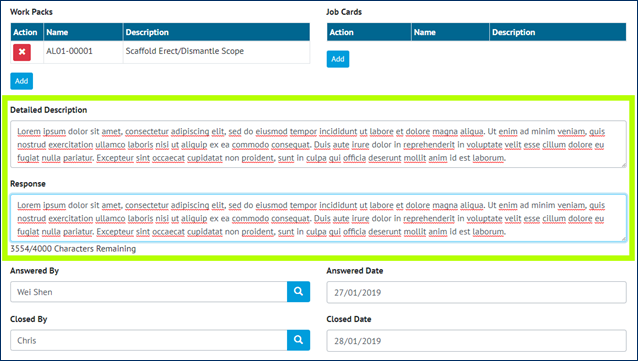 Work Packs
Job Cards
Action Name Description
Action Name Description
AL01-00001 Scaffold Erect/Dismantle Scope
Add
Add
Detailed Description
Lorem ipsum dolor sit amet, consectetur adipiscing elit, sed do eiusmod tempor incididunt ut labore et dolore magna aliqua. Ut enim ad minim veniam, quis
nostrud exercitation ullamco laboris nisi ut aliquip ex ea commodo consequat. Duis aute irure dolor in reprehenderit in voluptate velit esse cillum dolore eu
fugiat nulla pariatur. Excepteur sint occaecat cupidatat non proident, sunt in culpa qui officia deserunt mollit anim id est laborum.
Response
Lorem ipsum dolor sit amet, consectetur adipiscing elit, sed do eiusmod tempor incididunt ut labore et dolore magna aliqua. Ut enim ad minim veniam, quis
nostrud exercitation ullamco laboris nisi ut aliquip ex ea commodo consequat. Duis aute irure dolor in reprehenderit in voluptate velit esse cillum dolore eu
fugiat nulla pariatur. Excepteur sint occaecat cupidatat non proident, sunt in culpa qui officia deserunt mollit anim id est laborum.
3554/4000 Characters Remaining
Answered By
Answered Date
Wei Shen
27/01/2019
Closed By
Closed Date
Chris
28/01/2019